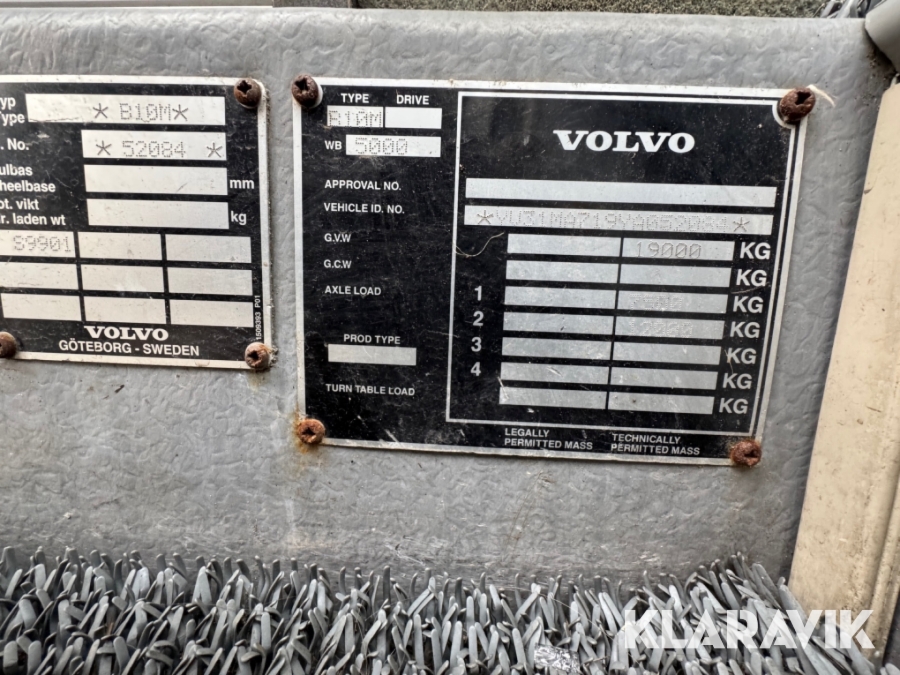 yp
ype
* B10M*
. No.
* 52084 *
ulbas
heelbase
mm
ot. vikt
r. laden wt
kg
S9901
VOLVO
GÖTEBORG - SWEDEN
1609393 P01
TYPE
DRIVE
B10M
WB
5000
VOLVO
APPROVAL NO.
VEHICLE ID. NO.
G.V.W
19000
KG
G.C.W
KG
AXLE LOAD
1
KG
2
KG
3
KG
PROD TYPE
4
KG
TURN TABLE LOAD
KG
LEGALLY
PERMITTED MASS
TECHNICALLY
PERMITTED MASS
KLARAVIK